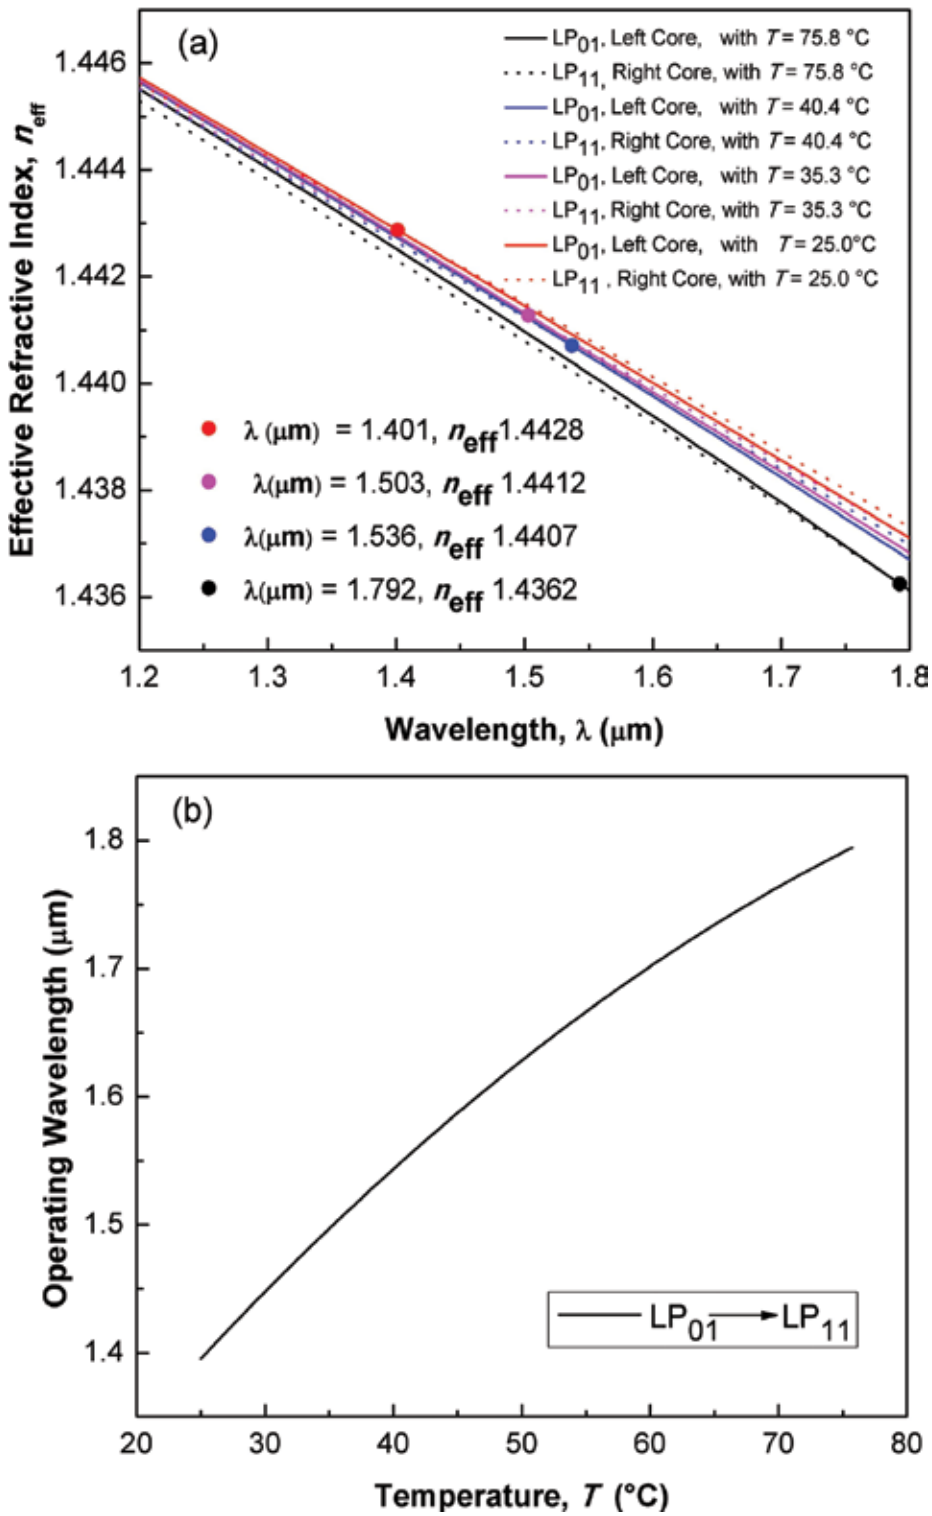 (a)
LP01, Left Core, with T = 75.8 °C
LP11, Right Core, with T = 75.8 °C
LP01, Left Core, with T = 40.4 °C
LP11, Right Core, with T = 40.4 °C
LP01, Left Core, with T = 35.3 °C
LP11, Right Core, with T = 35.3 °C
LP01, Left Core, with T = 25.0°C
LP11 , Right Core, with T = 25.0 °C
1.446
1.444
1.442
1.440
1.438
1.436
Effective Refractive Index, neff
λ (μm) = 1.401, neff 1.4428
λ(μm) = 1.503, neff 1.4412
λ(μm) = 1.536, neff 1.4407
λ(μm) = 1.792, neff 1.4362
1.2 1.3 1.4 1.5 1.6 1.7 1.8
Wavelength, λ (μm)
(b)
1.8
1.7
1.6
1.5
1.4
Operating Wavelength (μm)
LP01 → LP11
20 30 40 50 60 70 80
Temperature, T (°C)